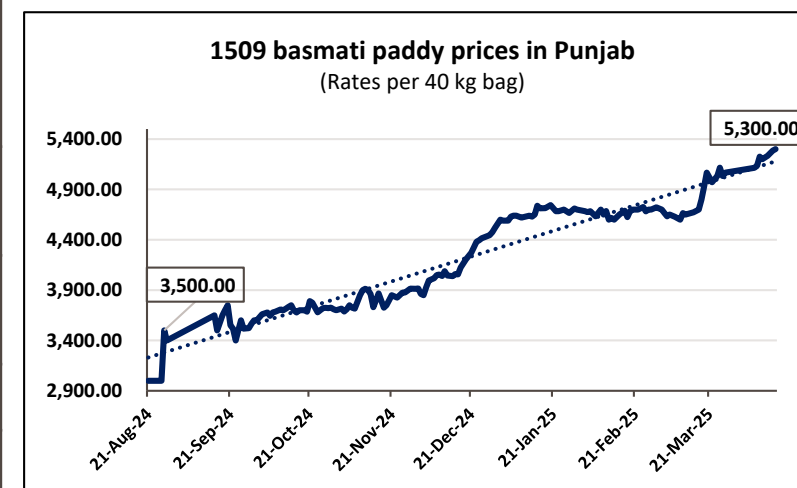 1509 basmati paddy prices in Punjab
(Rates per 40 kg bag)
5,300.00
5,400.00
4,900.00
4,400.00
3,900.00
3,500.00
3,400.00
2,900.00
21-Aug-24
21-Sep-24
21-Oct-24
21-Nov-24
21-Dec-24
21-Jan-25
21-Feb-25
21-Mar-25